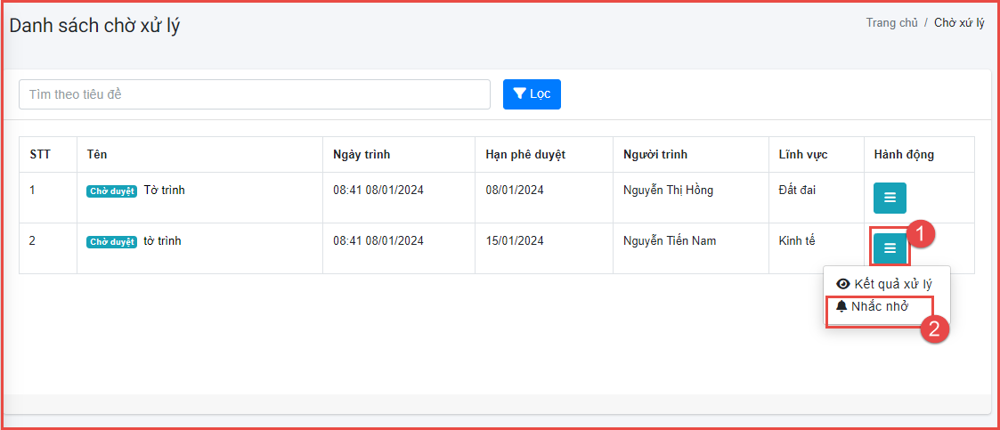 Danh sách chờ xử lý
Trang chủ / Chờ xứ lý
Tìm theo tiêu đề
Lọc
STT Tên Ngày trình Hạn phê duyệt Người trình Lĩnh vực Hành động
1 Chờ duyệt Tờ trình 08:41 08/01/2024 08/01/2024 Nguyễn Thị Hồng Đất đai
2 Chờ duyệt tờ trình 08:41 08/01/2024 15/01/2024 Nguyễn Tiến Nam Kinh tế
1
Kết quả xử lý
Nhắc nhở
2